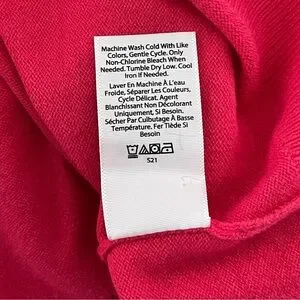 Machine Wash Cold With Like
Colors, Gentle Cycle. Only
Non-Chlorine Bleach When
Needed. Tumble Dry Low. Cool
Iron If Needed.
Laver En Machine À L'eau
Froide, Séparer Les Couleurs,
Cycle Délicat. Agent
Blanchissant Non Décolorant
Uniquement, Si Besoin.
Sécher Par Culbutage À Basse
Température. Fer Tiède Si
Besoin
S21